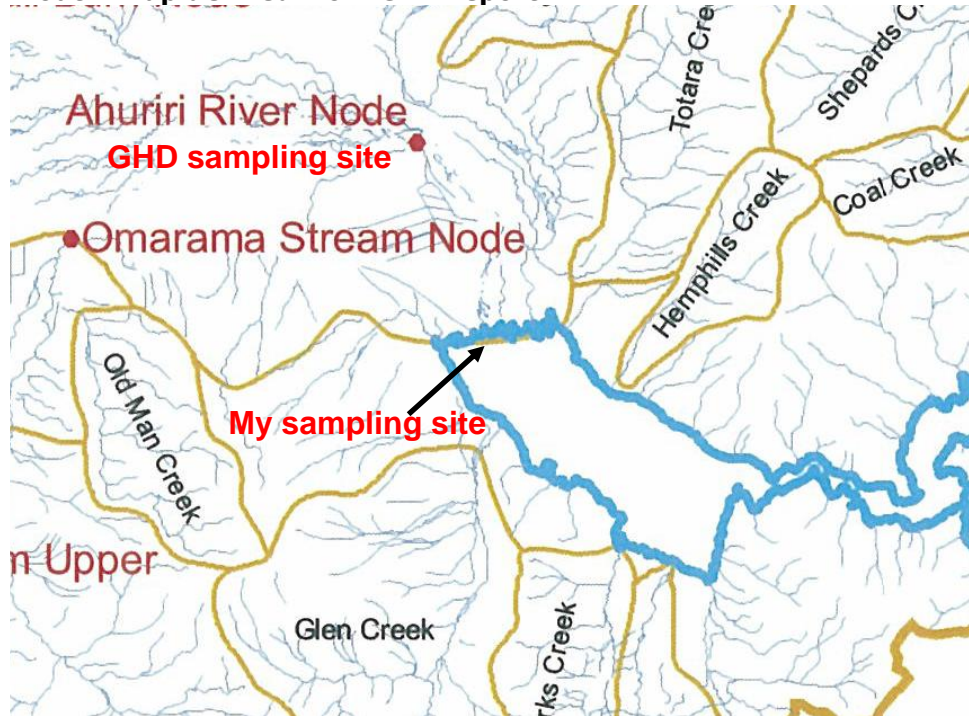 Ahuriri River Node
GHD sampling site
Omarama Stream Node
Totara Cre
Shepards C
Coal Creek
Hemphills Creek
Old Man Creek
My sampling site
m Upper
Glen Creek
rks Creek